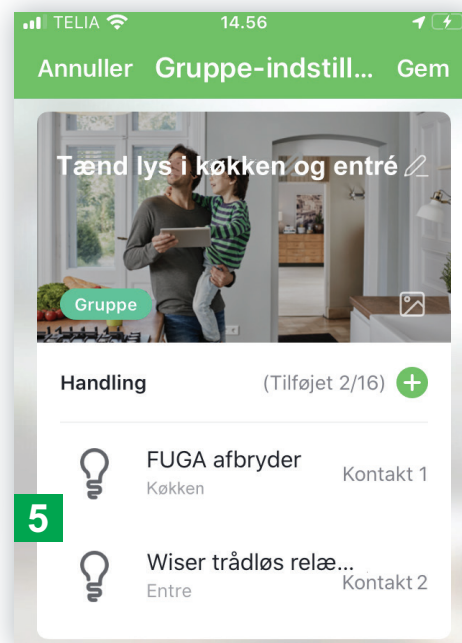 TELIA 14.56
Annuller Gruppe-indstill... Gem
Tænd lys i køkken og entré
Gruppe
Handling (Tilføjet 2/16)
FUGA afbryder
Kontakt 1
Køkken
5
Wiser trådløs relæ...
Kontakt 2
Entre